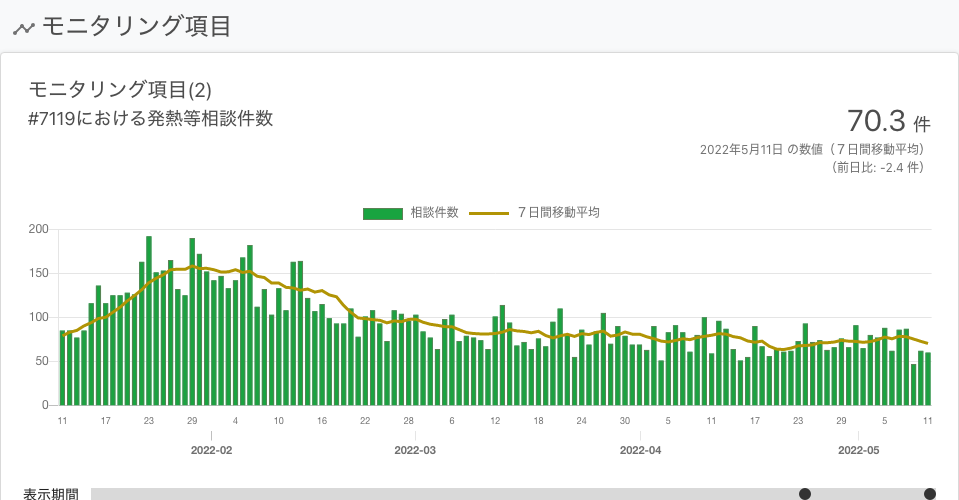 モニタリング項目
モニタリング項目(2)
#7119における発熱等相談件数
70.3 件
2022年5月11日 の数値（７日間移動平均）
（前日比: -2.4 件）
相談件数 ７日間移動平均
200
150
100
50
0
11 17 23 29 4 10 16 22 28 6 12 18 24 30 5 11 17 23 29 5 11
2022-02 2022-03 2022-04 2022-05
表示期間